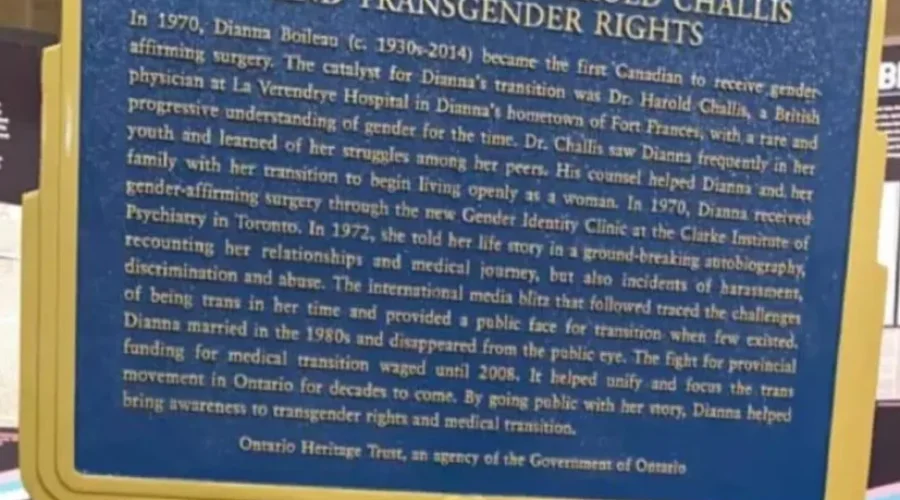 CHALLIS
TRANSGENDER RIGHTS
In 1970, Dianna Boileau (c. 1930s-2014) became the first Canadian to receive gender-
affirming surgery. The catalyst for Dianna's transition was Dr. Harold Challis, a British
physician at La Verendrye Hospital in Dianna's hometown of Fort Frances, with a rare and
progressive understanding of gender for the time. Dr. Challis saw Dianna frequently in her
youth and learned of her struggles among her peers. His counsel helped Dianna and her
family with her transition to begin living openly as a woman. In 1970, Dianna received
gender-affirming surgery through the new Gender Identity Clinic at the Clarke Institute of
Psychiatry in Toronto. In 1972, she told her life story in a ground-breaking autobiography,
recounting her relationships and medical journey, but also incidents of harassment,
discrimination and abuse. The international media blitz that followed traced the challenges
of being trans in her time and provided a public face for transition when few existed.
Dianna married in the 1980s and disappeared from the public eye. The fight for provincial
funding for medical transition waged until 2008. It helped unify and focus the trans
movement in Ontario for decades to come. By going public with her story, Dianna helped
bring awareness to transgender rights and medical transition.
Ontario Heritage Trust, an agency of the Government of Ontario